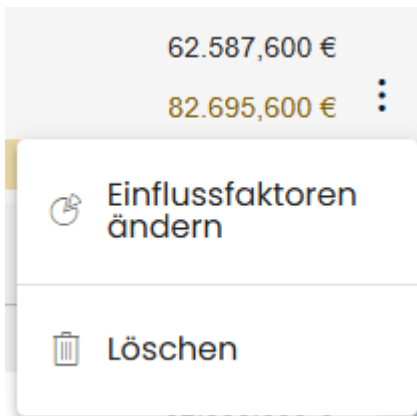 62.587,600 €
82.695,600 €
Einflussfaktoren
ändern
Löschen